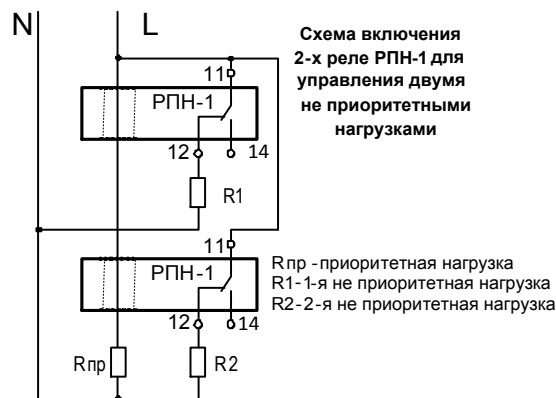 N
L
Схема включения
2-х реле РПН-1 для
управления двумя
не приоритетными
нагрузками
11
РПН-1
12
14
R1
11
РПН-1
12
14
Rпр -приоритетная нагрузка
R1-1-я не приоритетная нагрузка
R2-2-я не приоритетная нагрузка
Rпр
R2